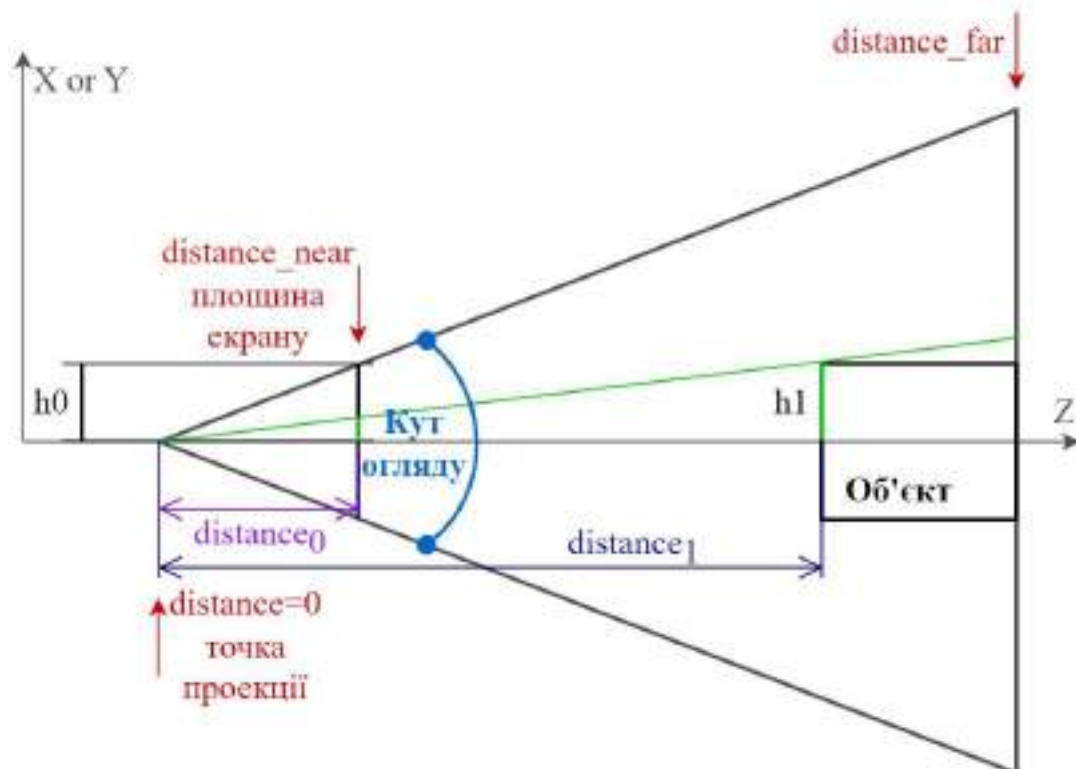 distance_far
X or Y
distance_near
площина
екрану
h0
Кут
огляду
h1
Z
Об'єкт
distance0
distance1
distance=0
точка
проекції